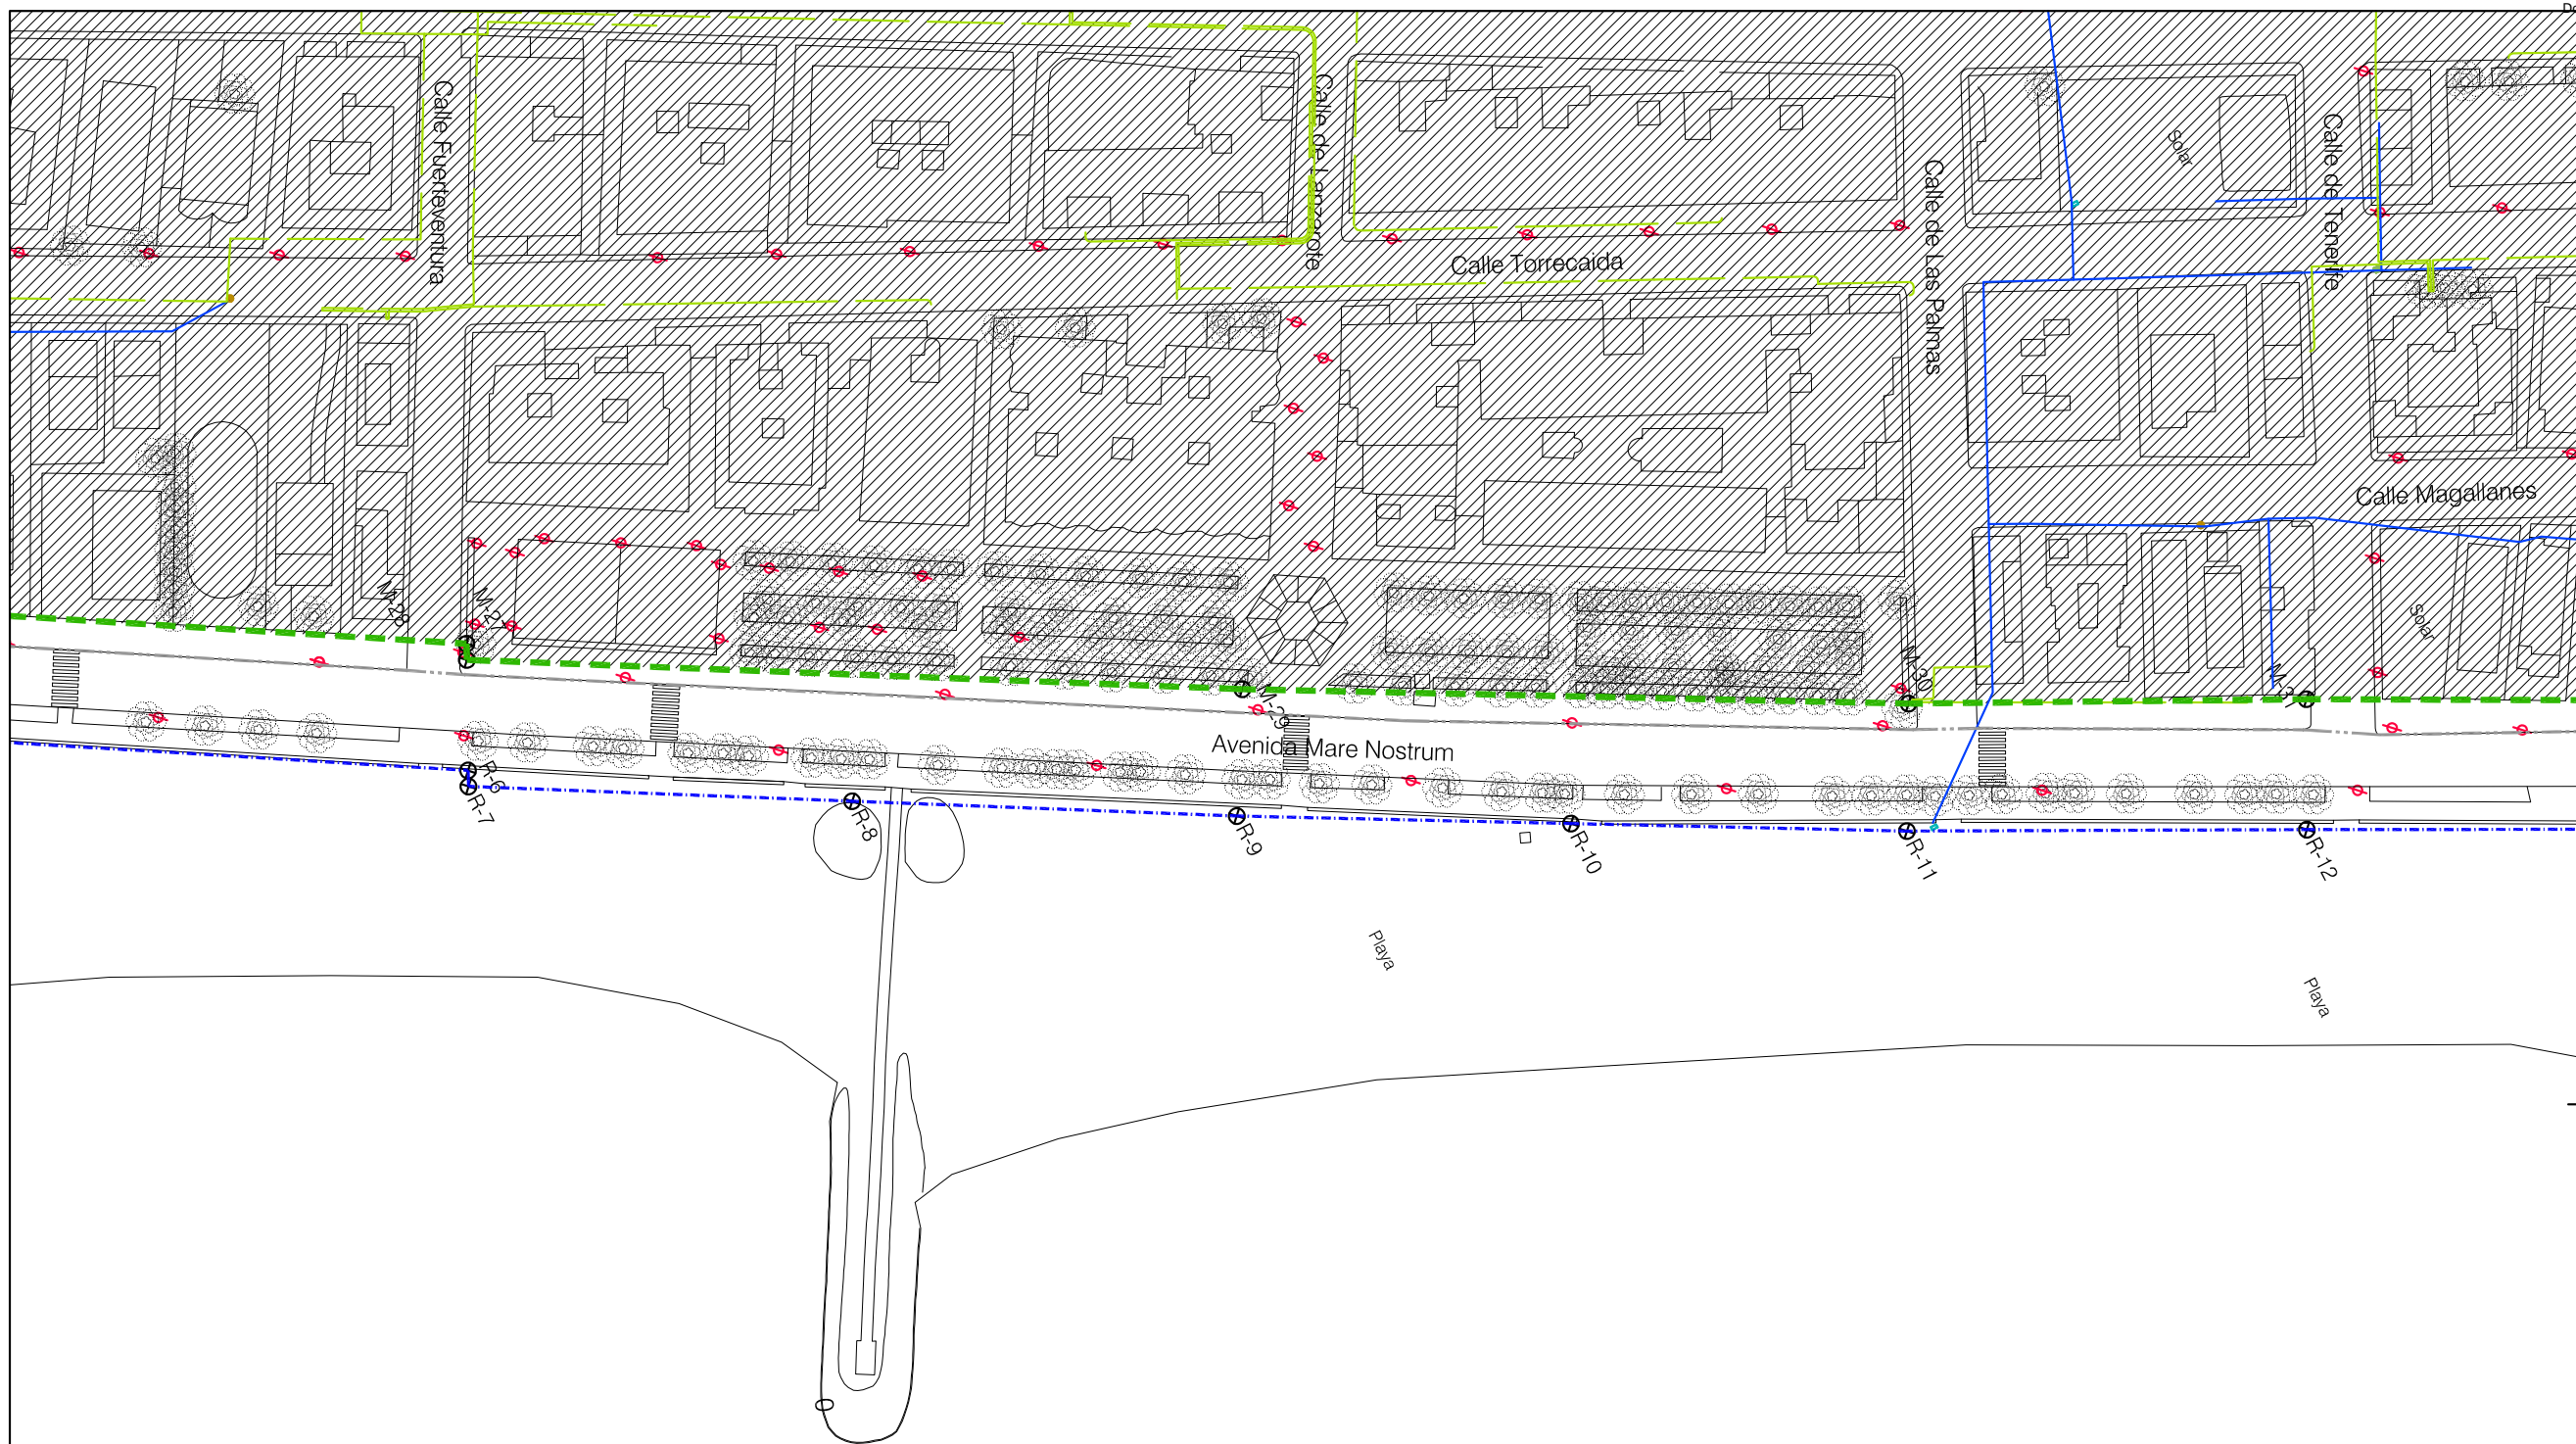 Calle Fuerteventura
Calle de Lanzarote
Calle Torrecaida
Calle de Las Palmas
Solar
Calle de Tenerife
Calle Magallanes
Solar
M-28
M-29
M-30
M-31
Avenida Mare Nostrum
R-6
R-7
R-8
R-9
R-10
R-11
R-12
Playa
Playa
0